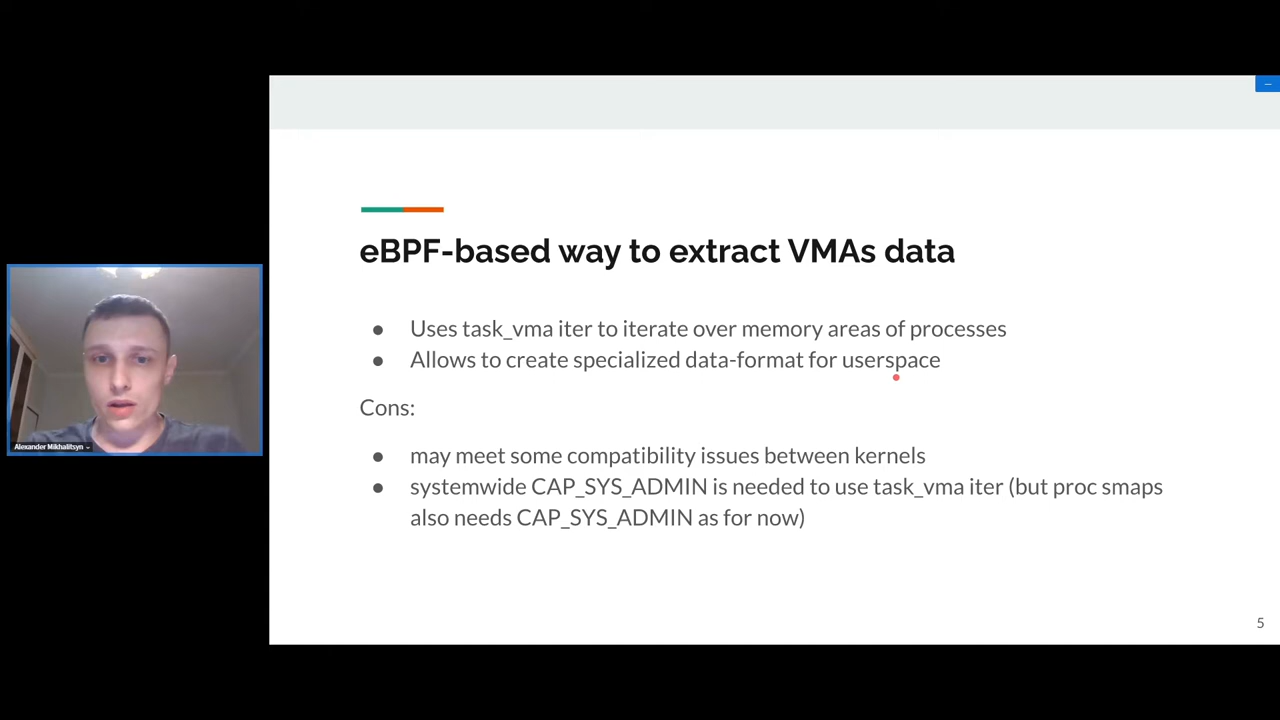 eBPF-based way to extract VMAs data
● Uses task_vma iter to iterate over memory areas of processes
● Allows to create specialized data-format for userspace
Cons:
● may meet some compatibility issues between kernels
● systemwide CAP_SYS_ADMIN is needed to use task_vma iter (but proc smaps
also needs CAP_SYS_ADMIN as for now)
Alexander Mikhalitsyn
5